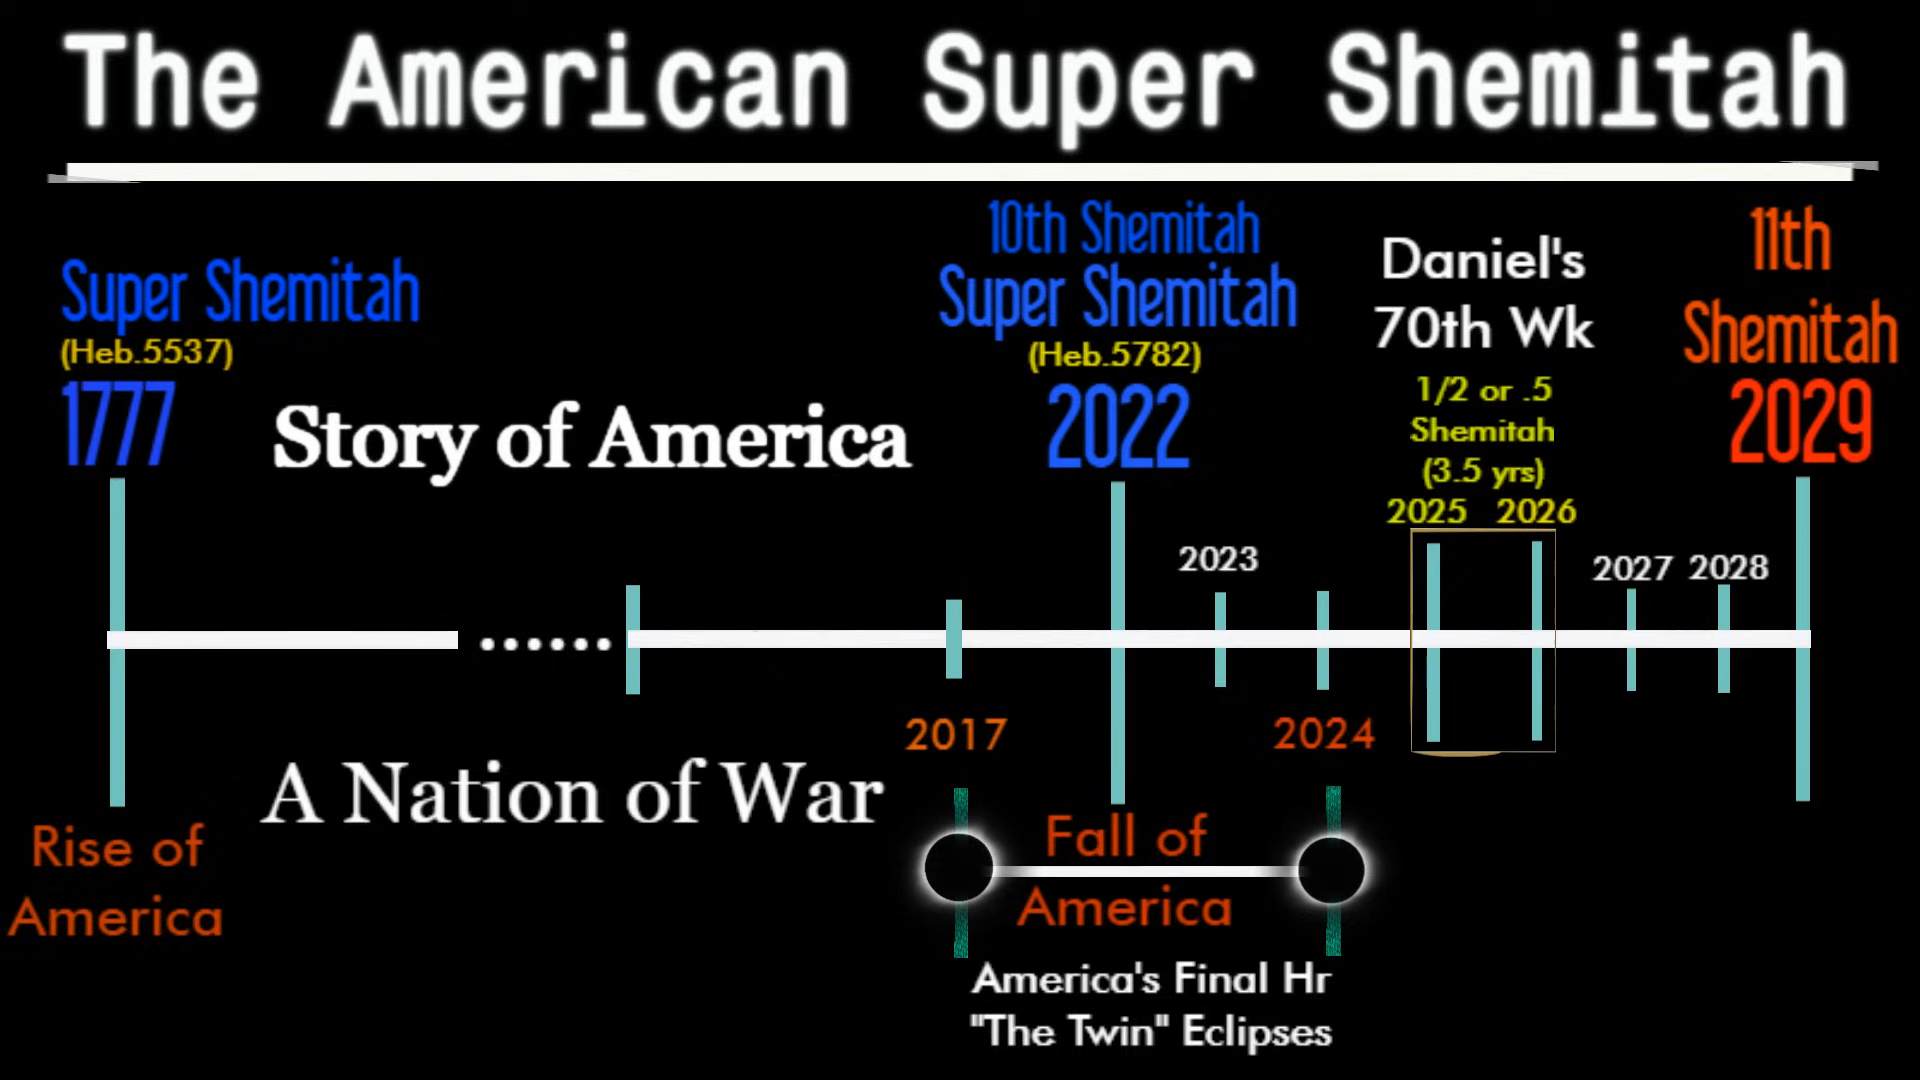 The American Super Shemitah
Super Shemitah
(Heb.5537)
1777
Story of America
10th Shemitah
Super Shemitah
(Heb.5782)
2022
Daniel's
70th Wk
1/2 or .5
Shemitah
(3.5 yrs)
2025 2026
11th
Shemitah
2029
2023
2027 2028
2017
2024
A Nation of War
Rise of
America
Fall of
America
America's Final Hr
"The Twin" Eclipses